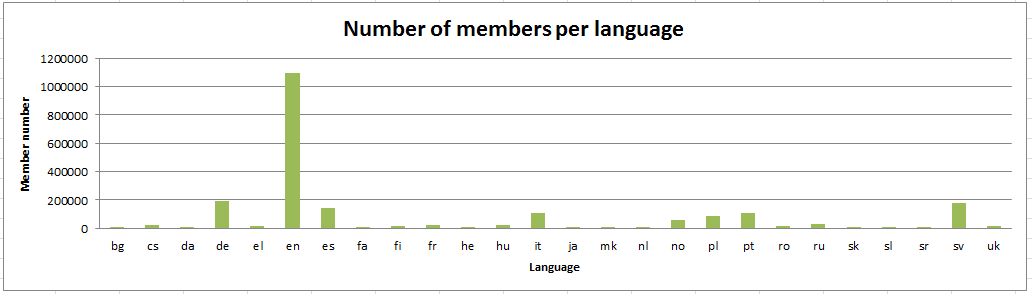 Number of members per language
1200000
1000000
800000
600000
400000
200000
0
Member number
bg cs da de el en es fa fi fr he hu it ja mk nl no pl pt ro ru sk sl sr sv uk
Language